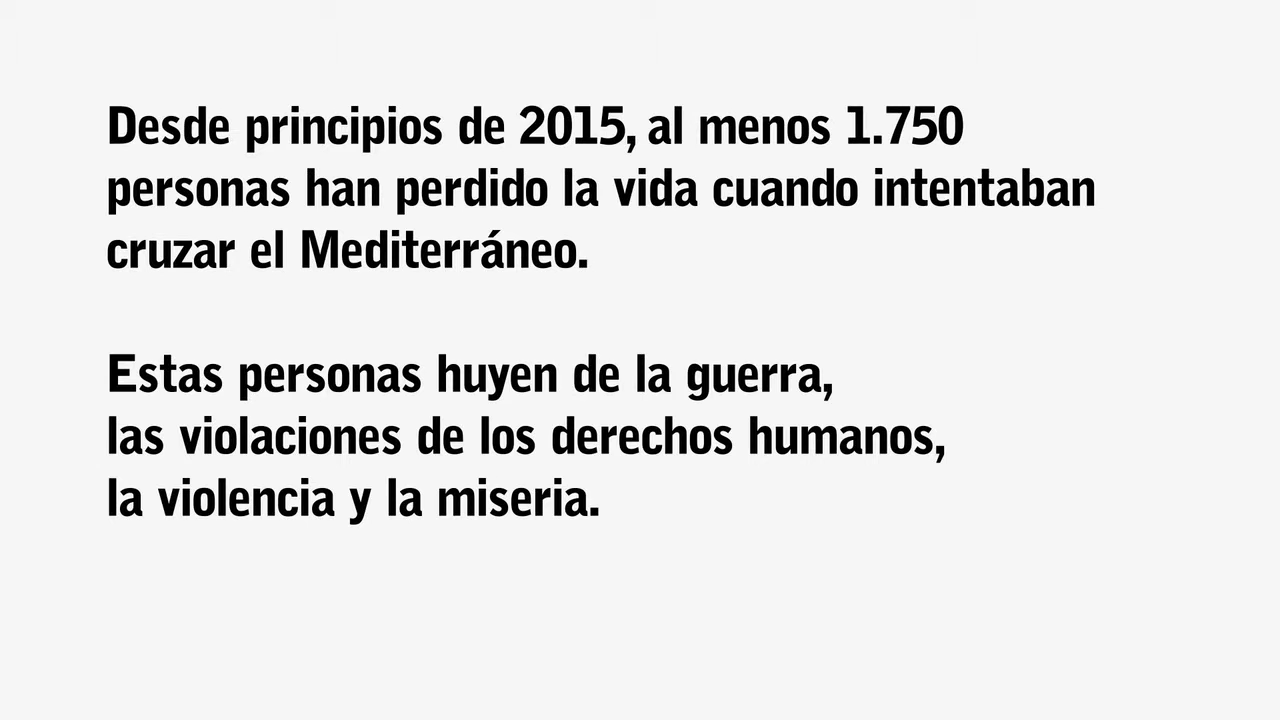 Desde principios de 2015, al menos 1.750
personas han perdido la vida cuando intentaban
cruzar el Mediterráneo.
Estas personas huyen de la guerra,
las violaciones de los derechos humanos,
la violencia y la miseria.